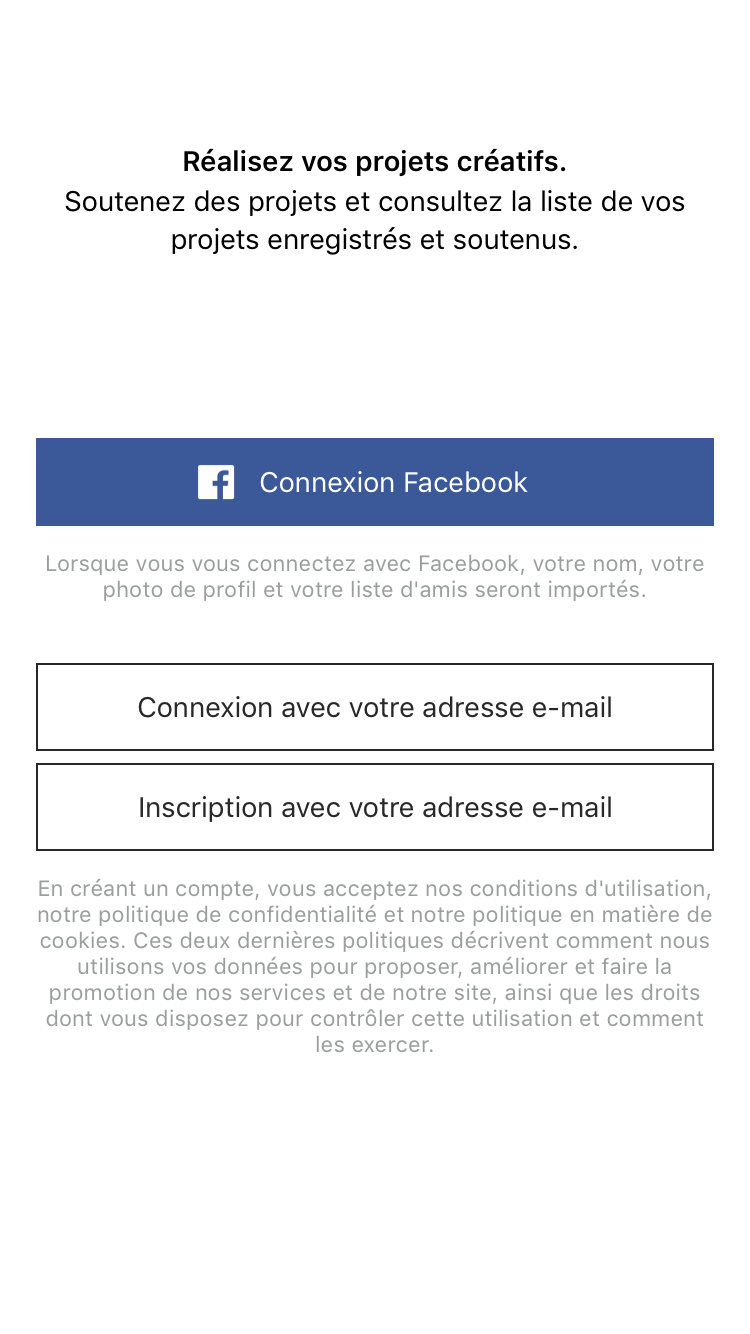 Réalisez vos projets créatifs.
Soutenez des projets et consultez la liste de vos
projets enregistrés et soutenus.
Connexion Facebook
Lorsque vous vous connectez avec Facebook, votre nom, votre
photo de profil et votre liste d'amis seront importés.
Connexion avec votre adresse e-mail
Inscription avec votre adresse e-mail
En créant un compte, vous acceptez nos conditions d'utilisation,
notre politique de confidentialité et notre politique en matière de
cookies. Ces deux dernières politiques décrivent comment nous
utilisons vos données pour proposer, améliorer et faire la
promotion de nos services et de notre site, ainsi que les droits
dont vous disposez pour contrôler cette utilisation et comment
les exercer.